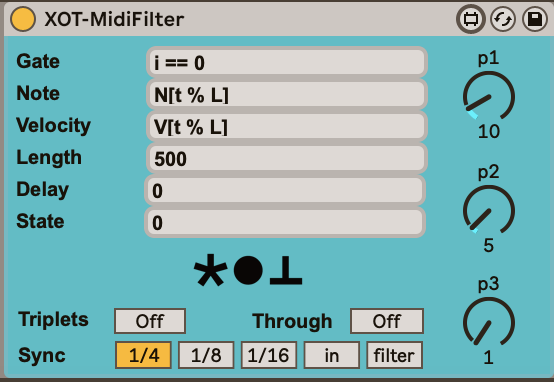 XOT-MidiFilter
Gate i == 0
Note N[t % L]
Velocity V[t % L]
Length 500
Delay 0
State 0
p1
10
p2
5
p3
1
Triplets Off Through Off
Sync 1/4 1/8 1/16 in filter